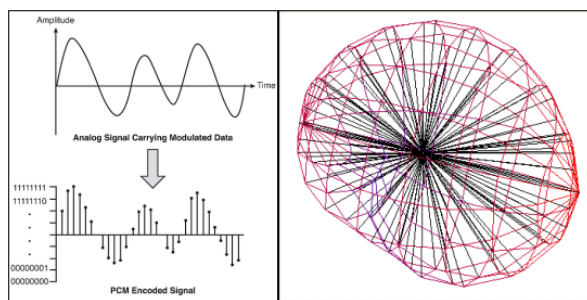 Amplitude
Time
Analog Signal Carrying Modulated Data
11111111
11111110
00000001
00000000
PCM Encoded Signal